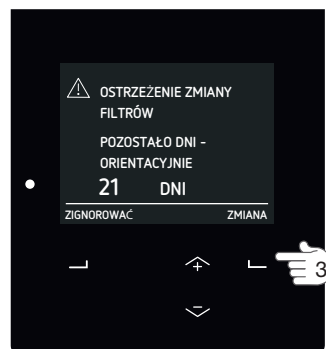 OSTRZEŻENIE ZMIANY
FILTRÓW
POZOSTAŁO DNI -
ORIENTACYJNIE
21 DNI
ZIGNOROWAĆ ZMIANA
3